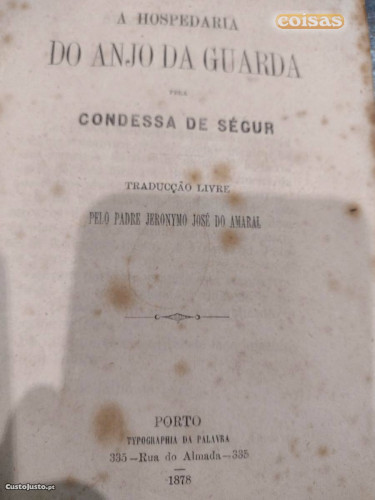 coisas
A HOSPEDARIA
DO ANJO DA GUARDA
PELA
CONDESSA DE SÉGUR
TRADUCÇÃO LIVRE
PELO PADRE JERONYMO JOSÉ DO AMARAL
PORTO
TYPOGRAPHIA DA PALAVRA
335—Rua do Almada—335
1878
CustoJusto.pt